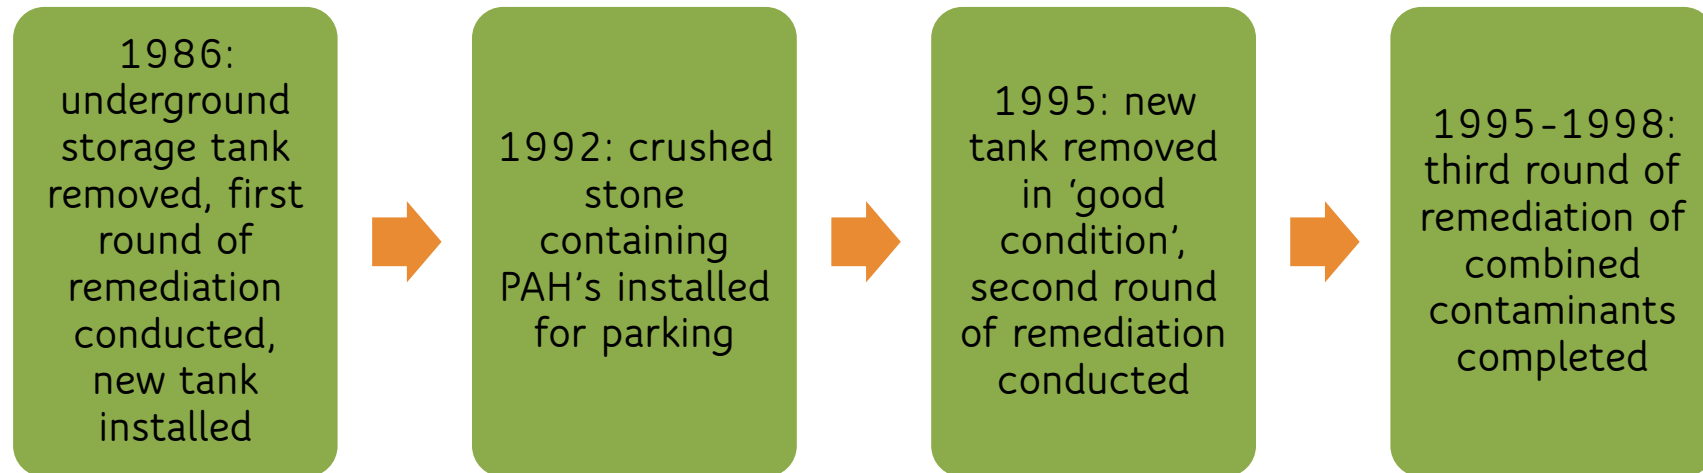 1986:
underground
storage tank
removed, first
round of
remediation
conducted,
new tank
installed
1992: crushed
stone
containing
PAH's installed
for parking
1995: new
tank removed
in ‘good
condition’,
second round
of remediation
conducted
1995-1998:
third round of
remediation of
combined
contaminants
completed